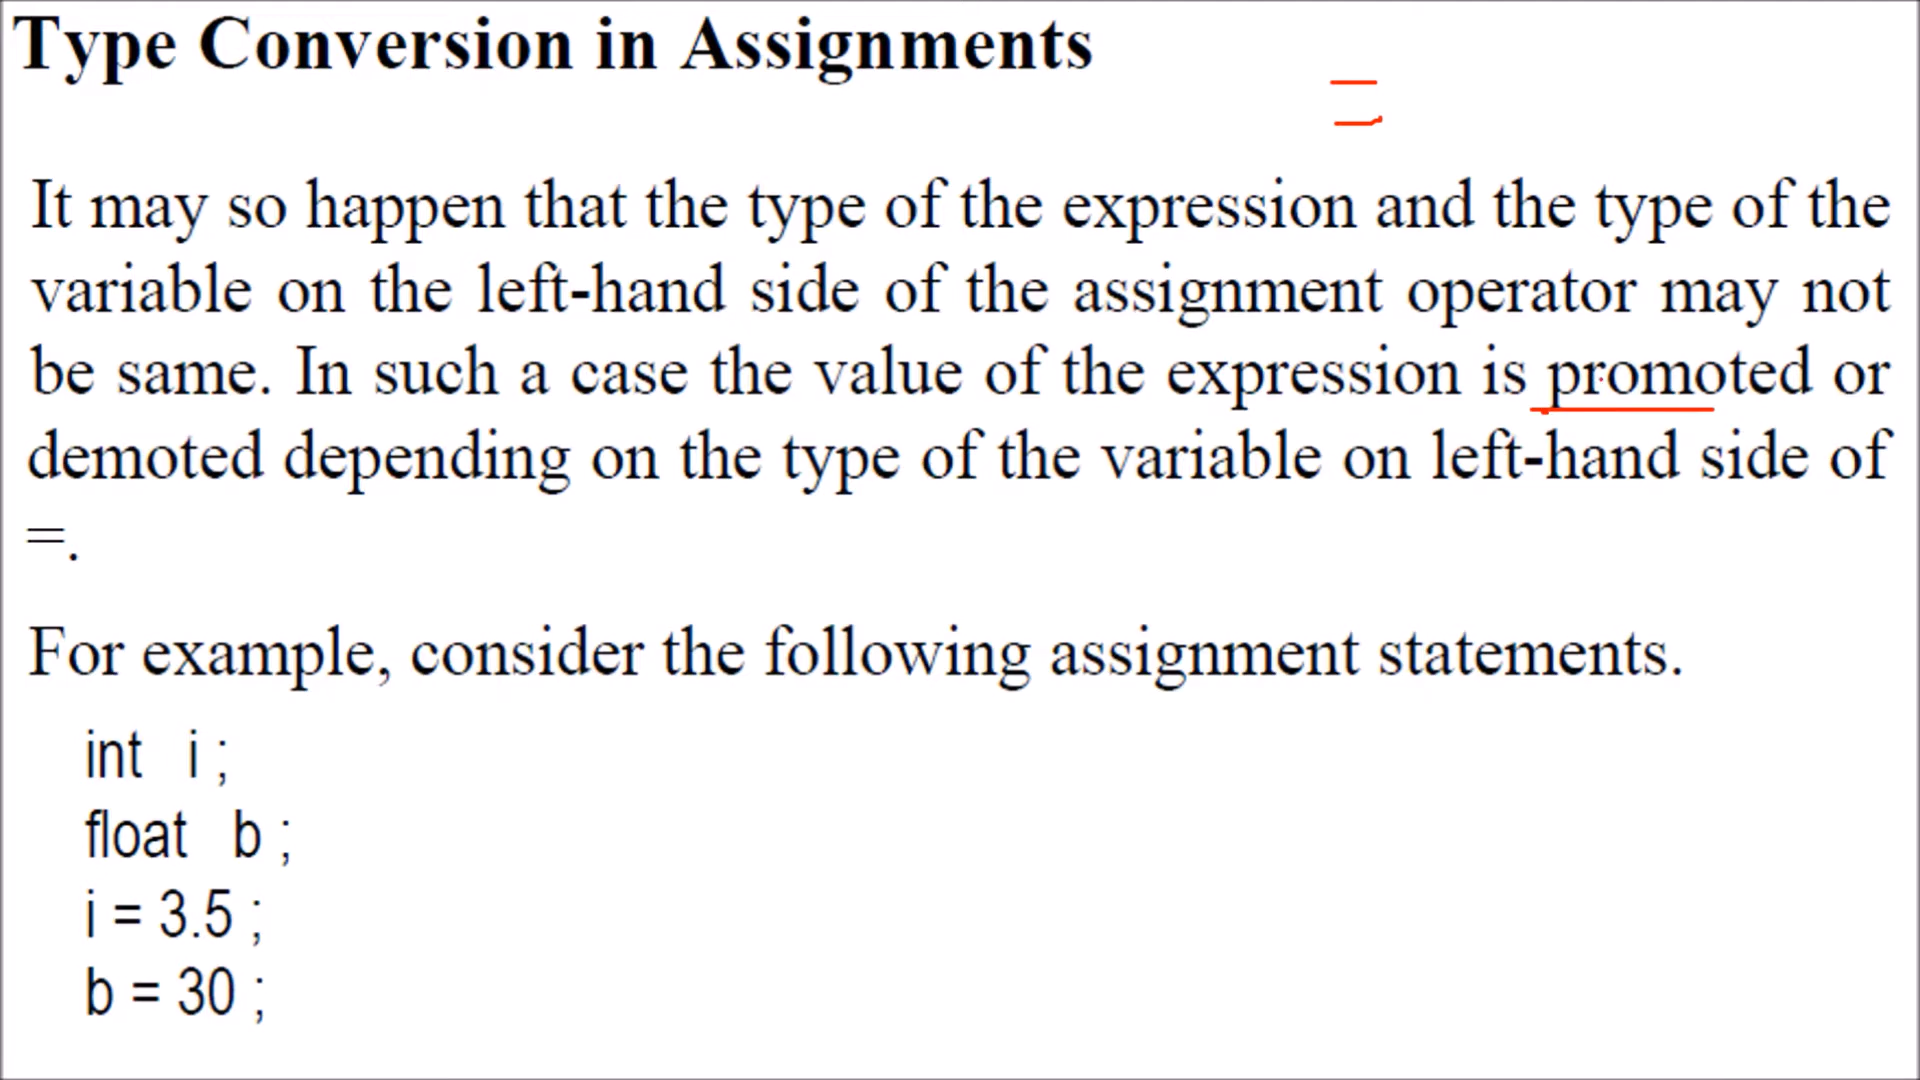 Type Conversion in Assignments
=
It may so happen that the type of the expression and the type of the
variable on the left-hand side of the assignment operator may not
be same. In such a case the value of the expression is promoted or
demoted depending on the type of the variable on left-hand side of
=.
For example, consider the following assignment statements.
int i ;
float b ;
i = 3.5 ;
b = 30 ;